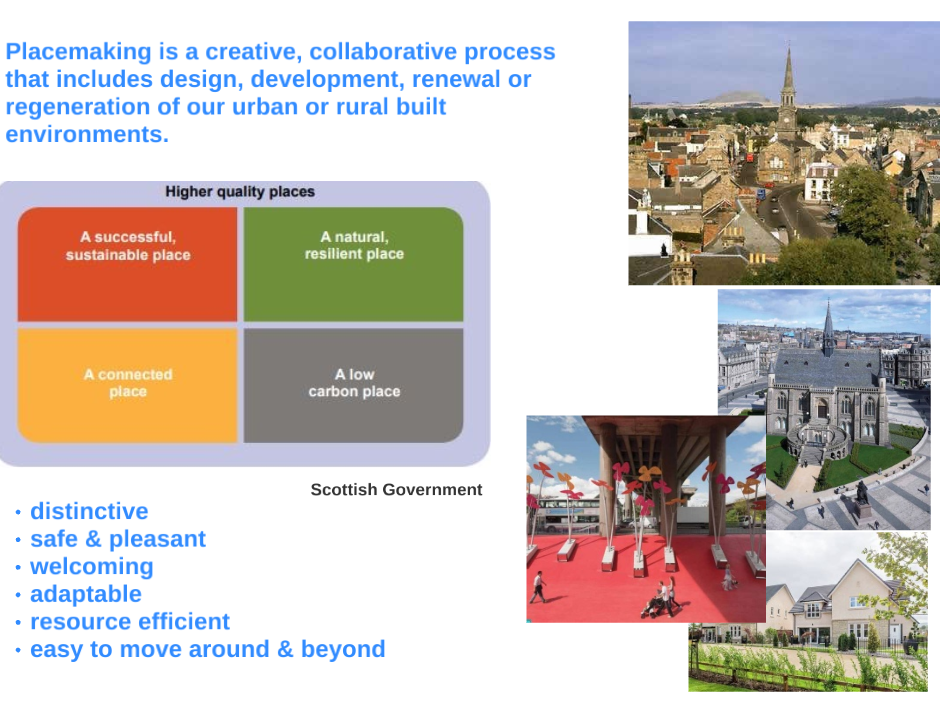 Placemaking is a creative, collaborative process
that includes design, development, renewal or
regeneration of our urban or rural built
environments.
Higher quality places
A successful,
sustainable place
A natural,
resilient place
A connected
place
A low
carbon place
Scottish Government
• distinctive
• safe & pleasant
• welcoming
• adaptable
• resource efficient
• easy to move around & beyond